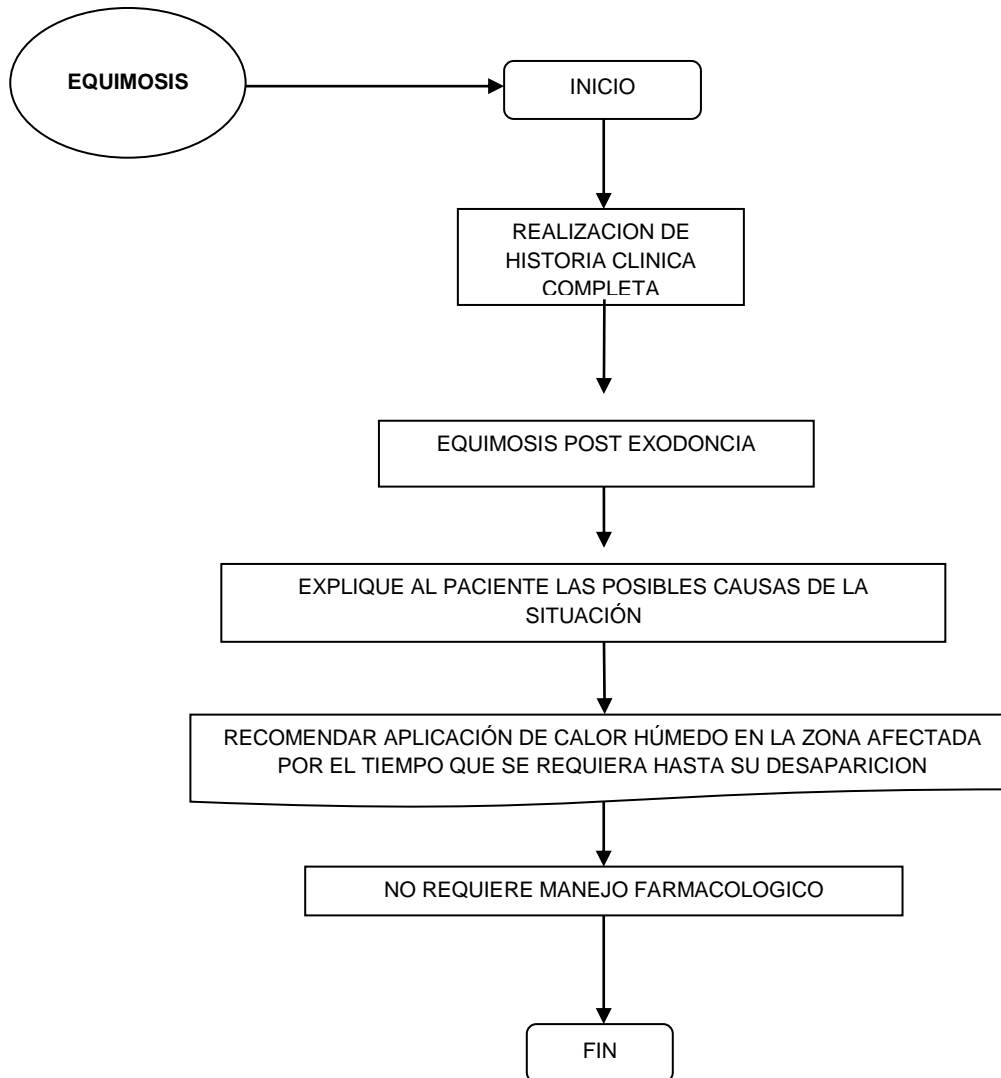 EQUIMOSIS
INICIO
REALIZACION DE
HISTORIA CLINICA
COMPLETA
EQUIMOSIS POST EXODONCIA
EXPLIQUE AL PACIENTE LAS POSIBLES CAUSAS DE LA
SITUACIÓN
RECOMENDAR APLICACIÓN DE CALOR HÚMEDO EN LA ZONA AFECTADA
POR EL TIEMPO QUE SE REQUIERA HASTA SU DESAPARICION
NO REQUIERE MANEJO FARMACOLOGICO
FIN